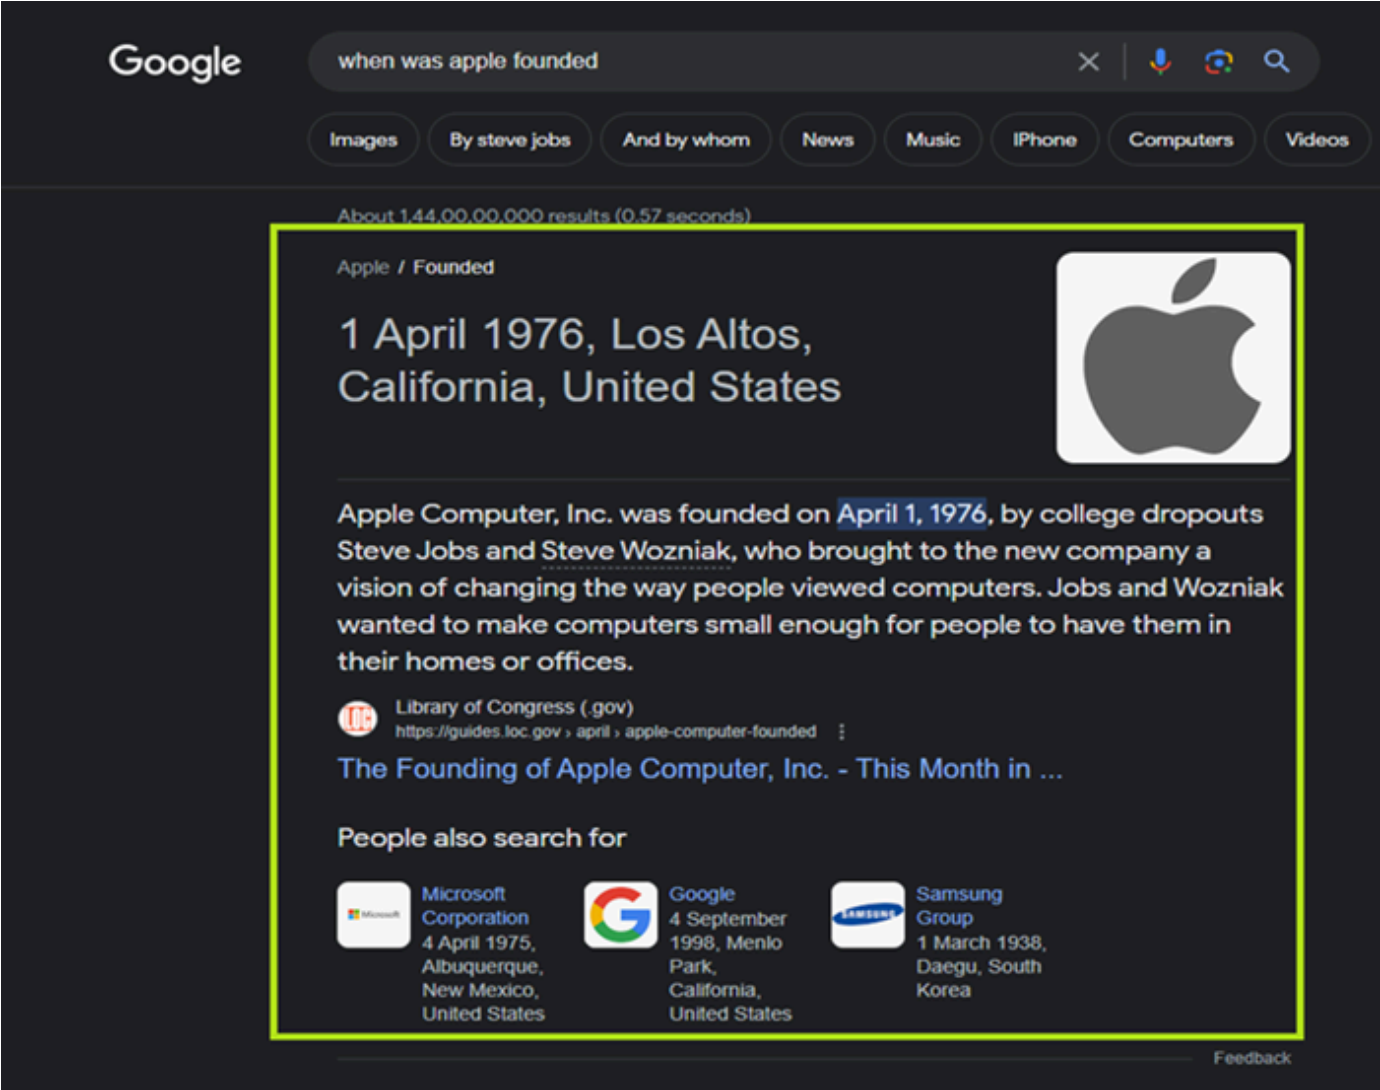 Google
when was apple founded
Images
By steve jobs
And by whom
News
Music
IPhone
Computers
Videos
About 1,44,00,00,000 results (0.57 seconds)
Apple / Founded
1 April 1976, Los Altos,
California, United States
Apple Computer, Inc. was founded on April 1, 1976, by college dropouts
Steve Jobs and Steve Wozniak, who brought to the new company a
vision of changing the way people viewed computers. Jobs and Wozniak
wanted to make computers small enough for people to have them in
their homes or offices.
LOC
Library of Congress (.gov)
https://guides.loc.gov › april › apple-computer-founded
The Founding of Apple Computer, Inc. - This Month in ...
People also search for
Microsoft
Microsoft
Corporation
4 April 1975,
Albuquerque,
New Mexico,
United States
Google
4 September
1998, Menlo
Park,
California,
United States
SAMSUNG
Samsung
Group
1 March 1938,
Daegu, South
Korea
Feedback